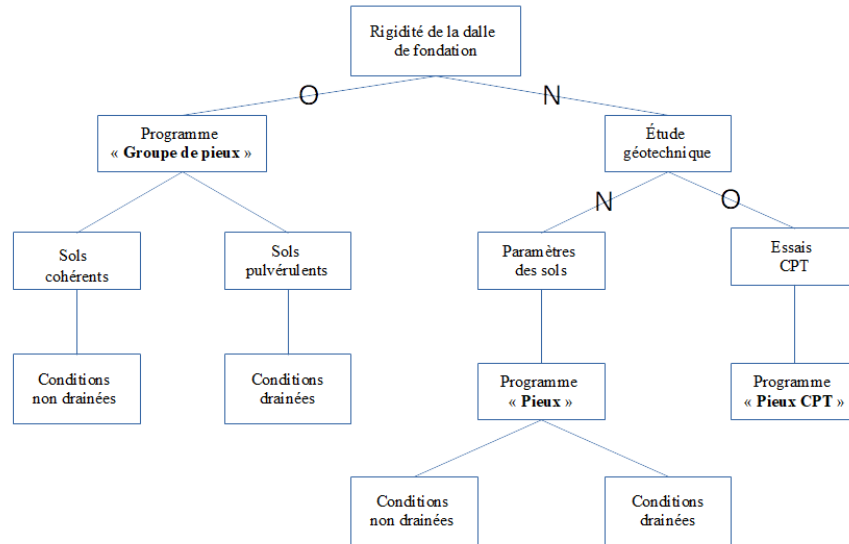 Rigidité de la dalle
de fondation
O
N
Programme
« Groupe de pieux »
Étude
géotechnique
N
O
Sols
cohérents
Sols
pulvérulents
Paramètres
des sols
Essais
CPT
Conditions
non drainées
Conditions
drainées
Programme
« Pieux »
Programme
« Pieux CPT »
Conditions
non drainées
Conditions
drainées